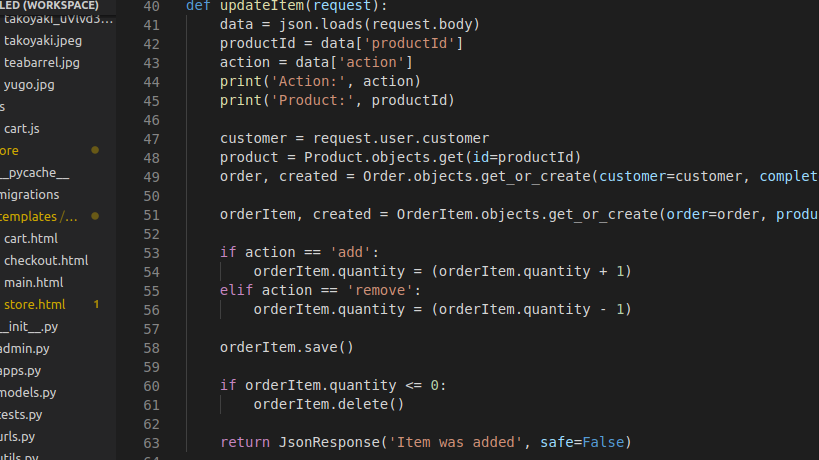 LED (WORKSPACE)
takoyaki_uVlvd3...
takoyaki.jpeg
teabarrel.jpg
yugo.jpg
s
cart.js
ore
__pycache__
migrations
templates /...
cart.html
checkout.html
main.html
store.html 1
__init__.py
admin.py
apps.py
models.py
tests.py
urls.py
utils.py
40 def updateItem(request):
41 data = json.loads(request.body)
42 productId = data['productId']
43 action = data['action']
44 print('Action:', action)
45 print('Product:', productId)
46
47 customer = request.user.customer
48 product = Product.objects.get(id=productId)
49 order, created = Order.objects.get_or_create(customer=customer, complet
50
51 orderItem, created = OrderItem.objects.get_or_create(order=order, produ
52
53 if action == 'add':
54 orderItem.quantity = (orderItem.quantity + 1)
55 elif action == 'remove':
56 orderItem.quantity = (orderItem.quantity - 1)
57
58 orderItem.save()
59
60 if orderItem.quantity <= 0:
61 orderItem.delete()
62
63 return JsonResponse('Item was added', safe=False)
64